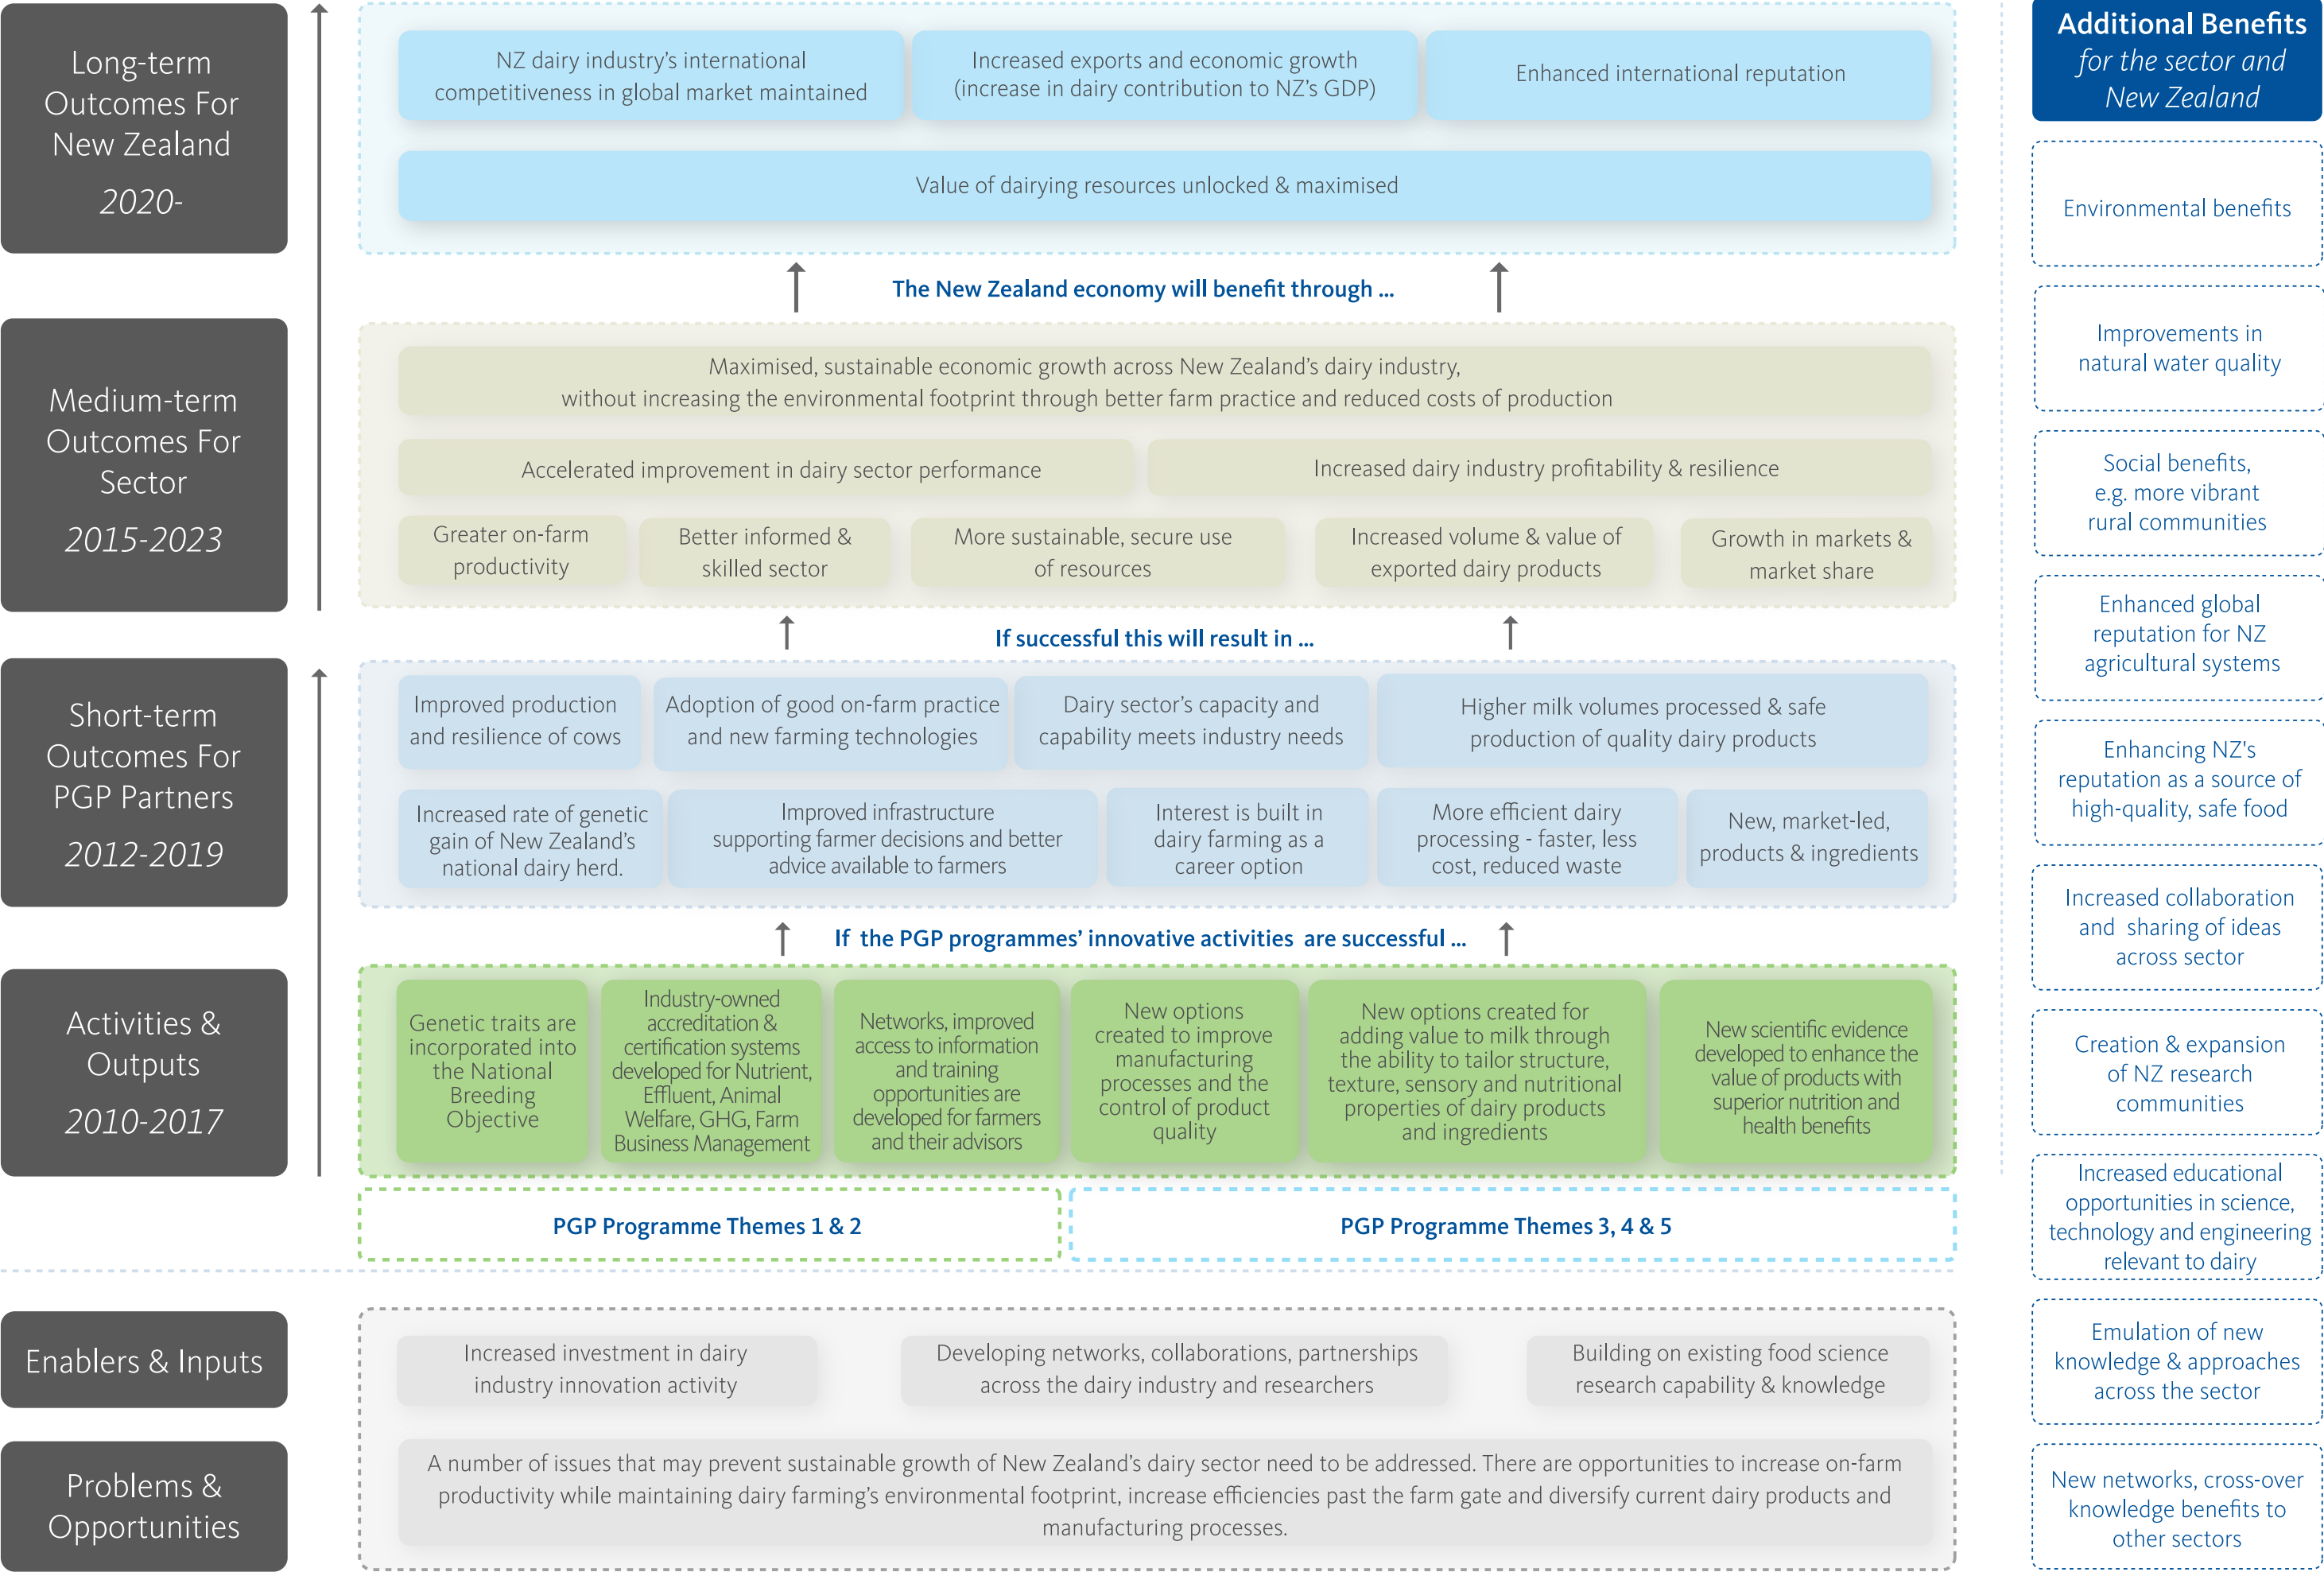 Long-term
Outcomes For
New Zealand
2020-
NZ dairy industry's international
competitiveness in global market maintained
Increased exports and economic growth
(increase in dairy contribution to NZ's GDP)
Enhanced international reputation
Value of dairying resources unlocked & maximised
The New Zealand economy will benefit through ...
Medium-term
Outcomes For
Sector
2015-2023
Maximised, sustainable economic growth across New Zealand's dairy industry,
without increasing the environmental footprint through better farm practice and reduced costs of production
Accelerated improvement in dairy sector performance
Increased dairy industry profitability & resilience
Greater on-farm
productivity
Better informed &
skilled sector
More sustainable, secure use
of resources
Increased volume & value of
exported dairy products
Growth in markets &
market share
If successful this will result in ...
Short-term
Outcomes For
PGP Partners
2012-2019
Improved production
and resilience of cows
Adoption of good on-farm practice
and new farming technologies
Dairy sector's capacity and
capability meets industry needs
Higher milk volumes processed & safe
production of quality dairy products
Increased rate of genetic
gain of New Zealand's
national dairy herd.
Improved infrastructure
supporting farmer decisions and better
advice available to farmers
Interest is built in
dairy farming as a
career option
More efficient dairy
processing - faster, less
cost, reduced waste
New, market-led,
products & ingredients
If the PGP programmes' innovative activities are successful ...
Activities &
Outputs
2010-2017
Genetic traits are
incorporated into
the National
Breeding
Objective
Industry-owned
accreditation &
certification systems
developed for Nutrient,
Effluent, Animal
Welfare, GHG, Farm
Business Management
Networks, improved
access to information
and training
opportunities are
developed for farmers
and their advisors
New options
created to improve
manufacturing
processes and the
control of product
quality
New options created for
adding value to milk through
the ability to tailor structure,
texture, sensory and nutritional
properties of dairy products
and ingredients
New scientific evidence
developed to enhance the
value of products with
superior nutrition and
health benefits
PGP Programme Themes 1 & 2
PGP Programme Themes 3, 4 & 5
Enablers & Inputs
Increased investment in dairy
industry innovation activity
Developing networks, collaborations, partnerships
across the dairy industry and researchers
Building on existing food science
research capability & knowledge
Problems &
Opportunities
A number of issues that may prevent sustainable growth of New Zealand's dairy sector need to be addressed. There are opportunities to increase on-farm
productivity while maintaining dairy farming's environmental footprint, increase efficiencies past the farm gate and diversify current dairy products and
manufacturing processes.
Additional Benefits
for the sector and
New Zealand
Environmental benefits
Improvements in
natural water quality
Social benefits,
e.g. more vibrant
rural communities
Enhanced global
reputation for NZ
agricultural systems
Enhancing NZ's
reputation as a source of
high-quality, safe food
Increased collaboration
and sharing of ideas
across sector
Creation & expansion
of NZ research
communities
Increased educational
opportunities in science,
technology and engineering
relevant to dairy
Emulation of new
knowledge & approaches
across the sector
New networks, cross-over
knowledge benefits to
other sectors